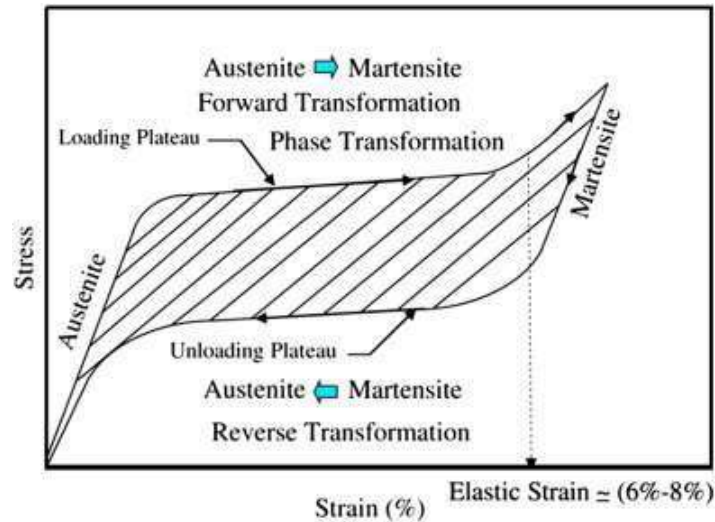 Austenite Martensite
Forward Transformation
Loading Plateau
Phase Transformation
Martensite
Stress
Austenite
Unloading Plateau
Austenite Martensite
Reverse Transformation
Elastic Strain ≃ (6%-8%)
Strain (%)